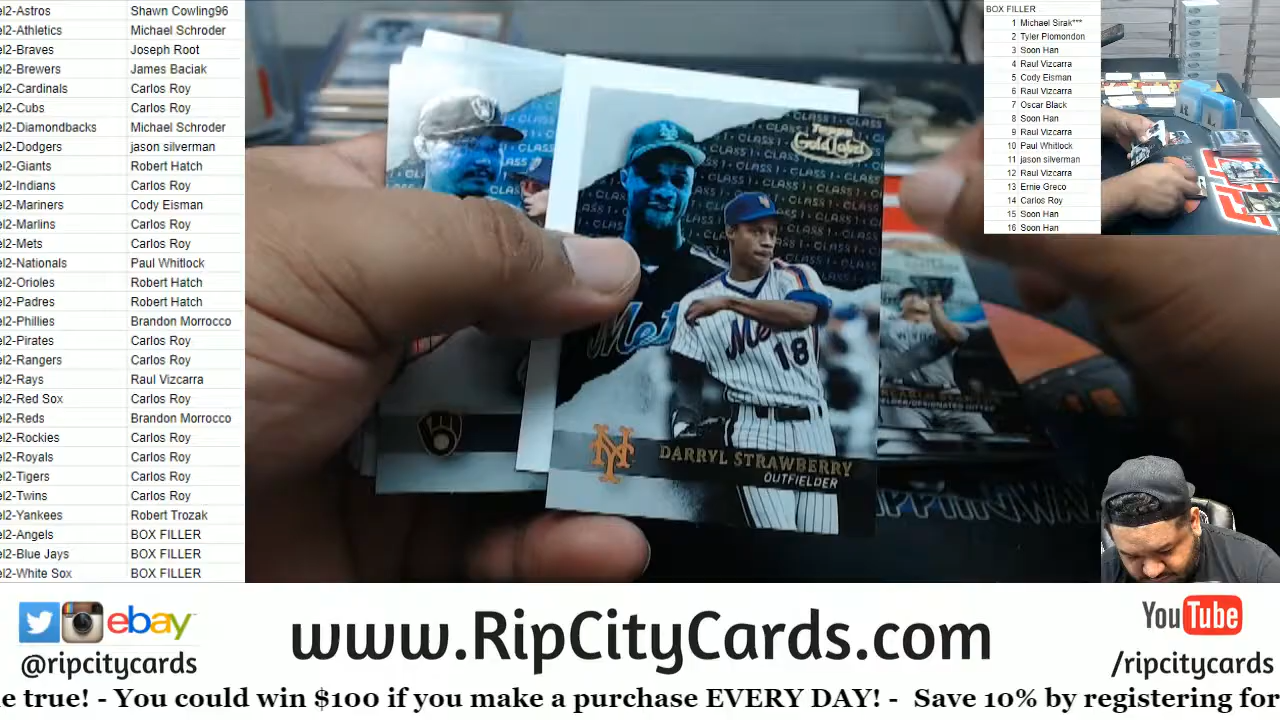 el2-Astros Shawn Cowling96
el2-Athletics Michael Schroder
el2-Braves Joseph Root
el2-Brewers James Baciak
el2-Cardinals Carlos Roy
el2-Cubs Carlos Roy
el2-Diamondbacks Michael Schroder
el2-Dodgers jason silverman
el2-Giants Robert Hatch
el2-Indians Carlos Roy
el2-Mariners Cody Eisman
el2-Marlins Carlos Roy
el2-Mets Carlos Roy
el2-Nationals Paul Whitlock
el2-Orioles Robert Hatch
el2-Padres Robert Hatch
el2-Phillies Brandon Morrocco
el2-Pirates Carlos Roy
el2-Rangers Carlos Roy
el2-Rays Raul Vizcarra
el2-Red Sox Carlos Roy
el2-Reds Brandon Morrocco
el2-Rockies Carlos Roy
el2-Royals Carlos Roy
el2-Tigers Carlos Roy
el2-Twins Carlos Roy
el2-Yankees Robert Trozak
el2-Angels BOX FILLER
el2-Blue Jays BOX FILLER
el2-White Sox BOX FILLER
Topps
Gold Label
CLASS 1
Mets
Mets
18
NY
DARRYL STRAWBERRY
OUTFIELDER
BOX FILLER
1 Michael Sirak***
2 Tyler Plomondon
3 Soon Han
4 Raul Vizcarra
5 Cody Eisman
6 Raul Vizcarra
7 Oscar Black
8 Soon Han
9 Raul Vizcarra
10 Paul Whitlock
11 jason silverman
12 Raul Vizcarra
13 Ernie Greco
14 Carlos Roy
15 Soon Han
16 Soon Han
ebay
@ripcitycards
www.RipCityCards.com
YouTube
/ripcitycards
e true! - You could win $100 if you make a purchase EVERY DAY! - Save 10% by registering for